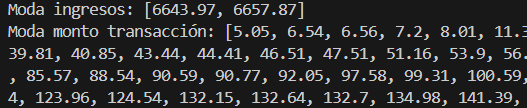 Moda ingresos: [6643.97, 6657.87]
Moda monto transacción: [5.05, 6.54, 6.56, 7.2, 8.01, 11.3
39.81, 40.85, 43.44, 44.41, 46.51, 47.51, 51.16, 53.9, 56.
, 85.57, 88.54, 90.59, 90.77, 92.05, 97.58, 99.31, 100.59,
4, 123.96, 124.54, 132.15, 132.64, 132.7, 134.98, 141.39,